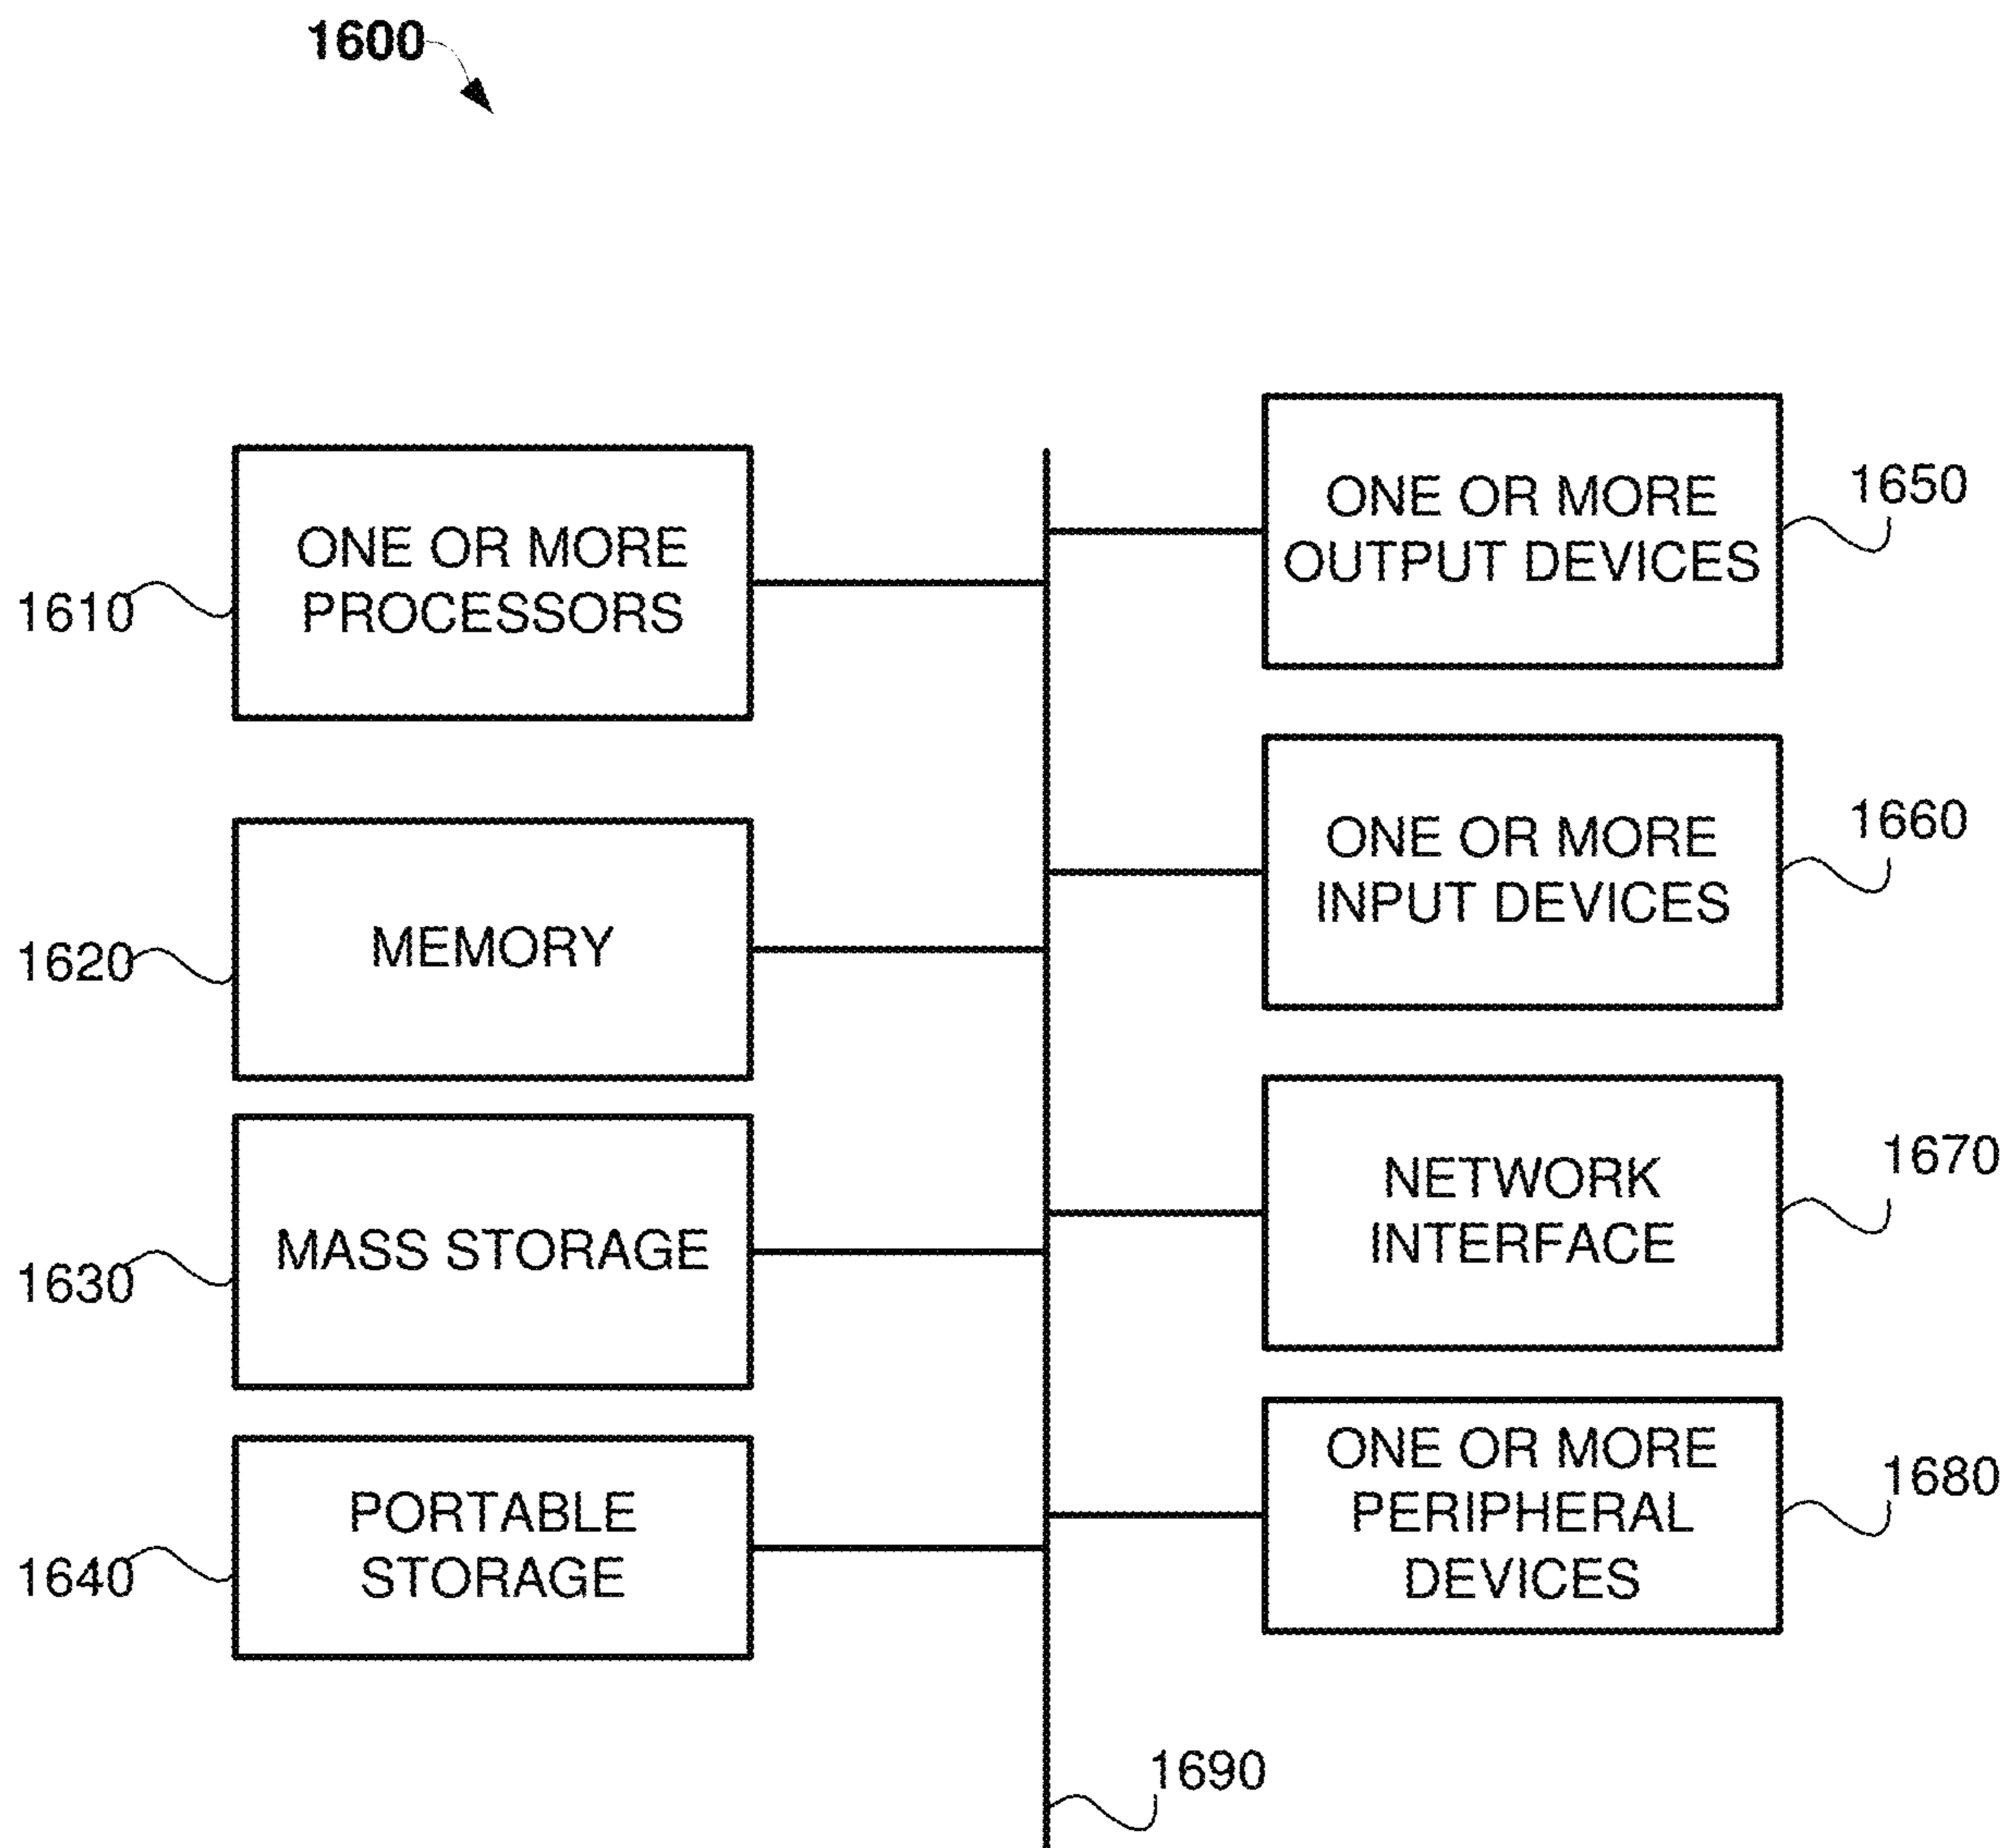 1600
ONE OR MORE
PROCESSORS
1610
MEMORY
1620
MASS STORAGE
1630
PORTABLE
STORAGE
1640
ONE OR MORE
OUTPUT DEVICES
1650
ONE OR MORE
INPUT DEVICES
1660
NETWORK
INTERFACE
1670
ONE OR MORE
PERIPHERAL
DEVICES
1680
1690